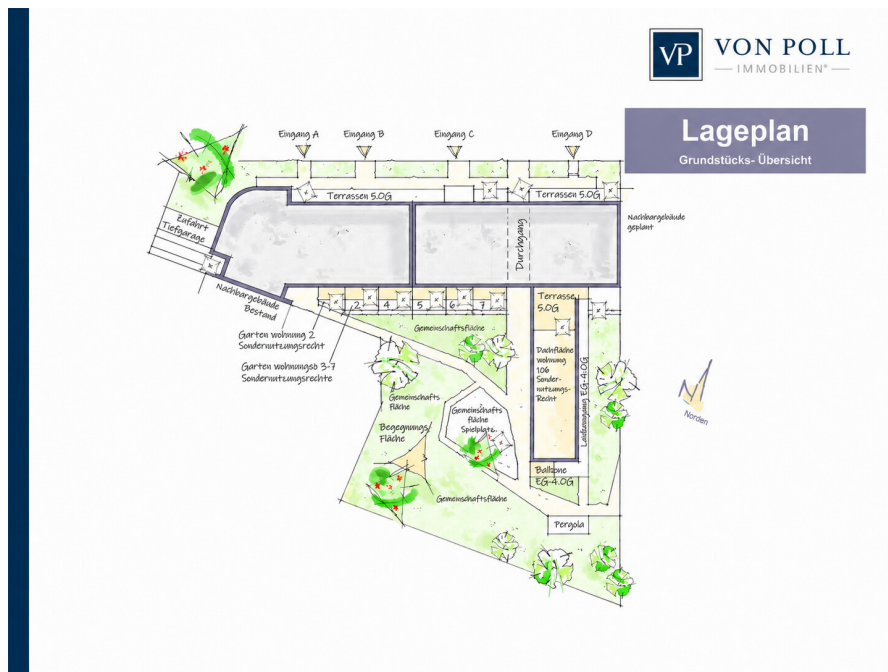 VP
VON POLL
IMMOBILIEN®
Lageplan
Grundstücks- Übersicht
Eingang A
Eingang B
Eingang C
Eingang D
Terrassen 5.OG
Terrassen 5.OG
Zufahrt
Tiefgarage
Durchgang
Nachbargebäude
geplant
Nachbargebäude
Bestand
2
4
5
6
7
Terrasse
5.OG
Garten wohnung 2
Sondernutzungsrecht
Garten wohnungsb 3-7
Sondernutzungsrechte
Gemeinschaftsfläche
Dachfläche
wohnung
106
Sonder-
nutzungs-
Recht
EG-4.OG
Gemeinschafts
fläche
Gemeinschafts
fläche
Spielplatz
Begegnungs/
Fläche
Gemeinschaftsfläche
Ballzone
EG-4.OG
Pergola
Norden